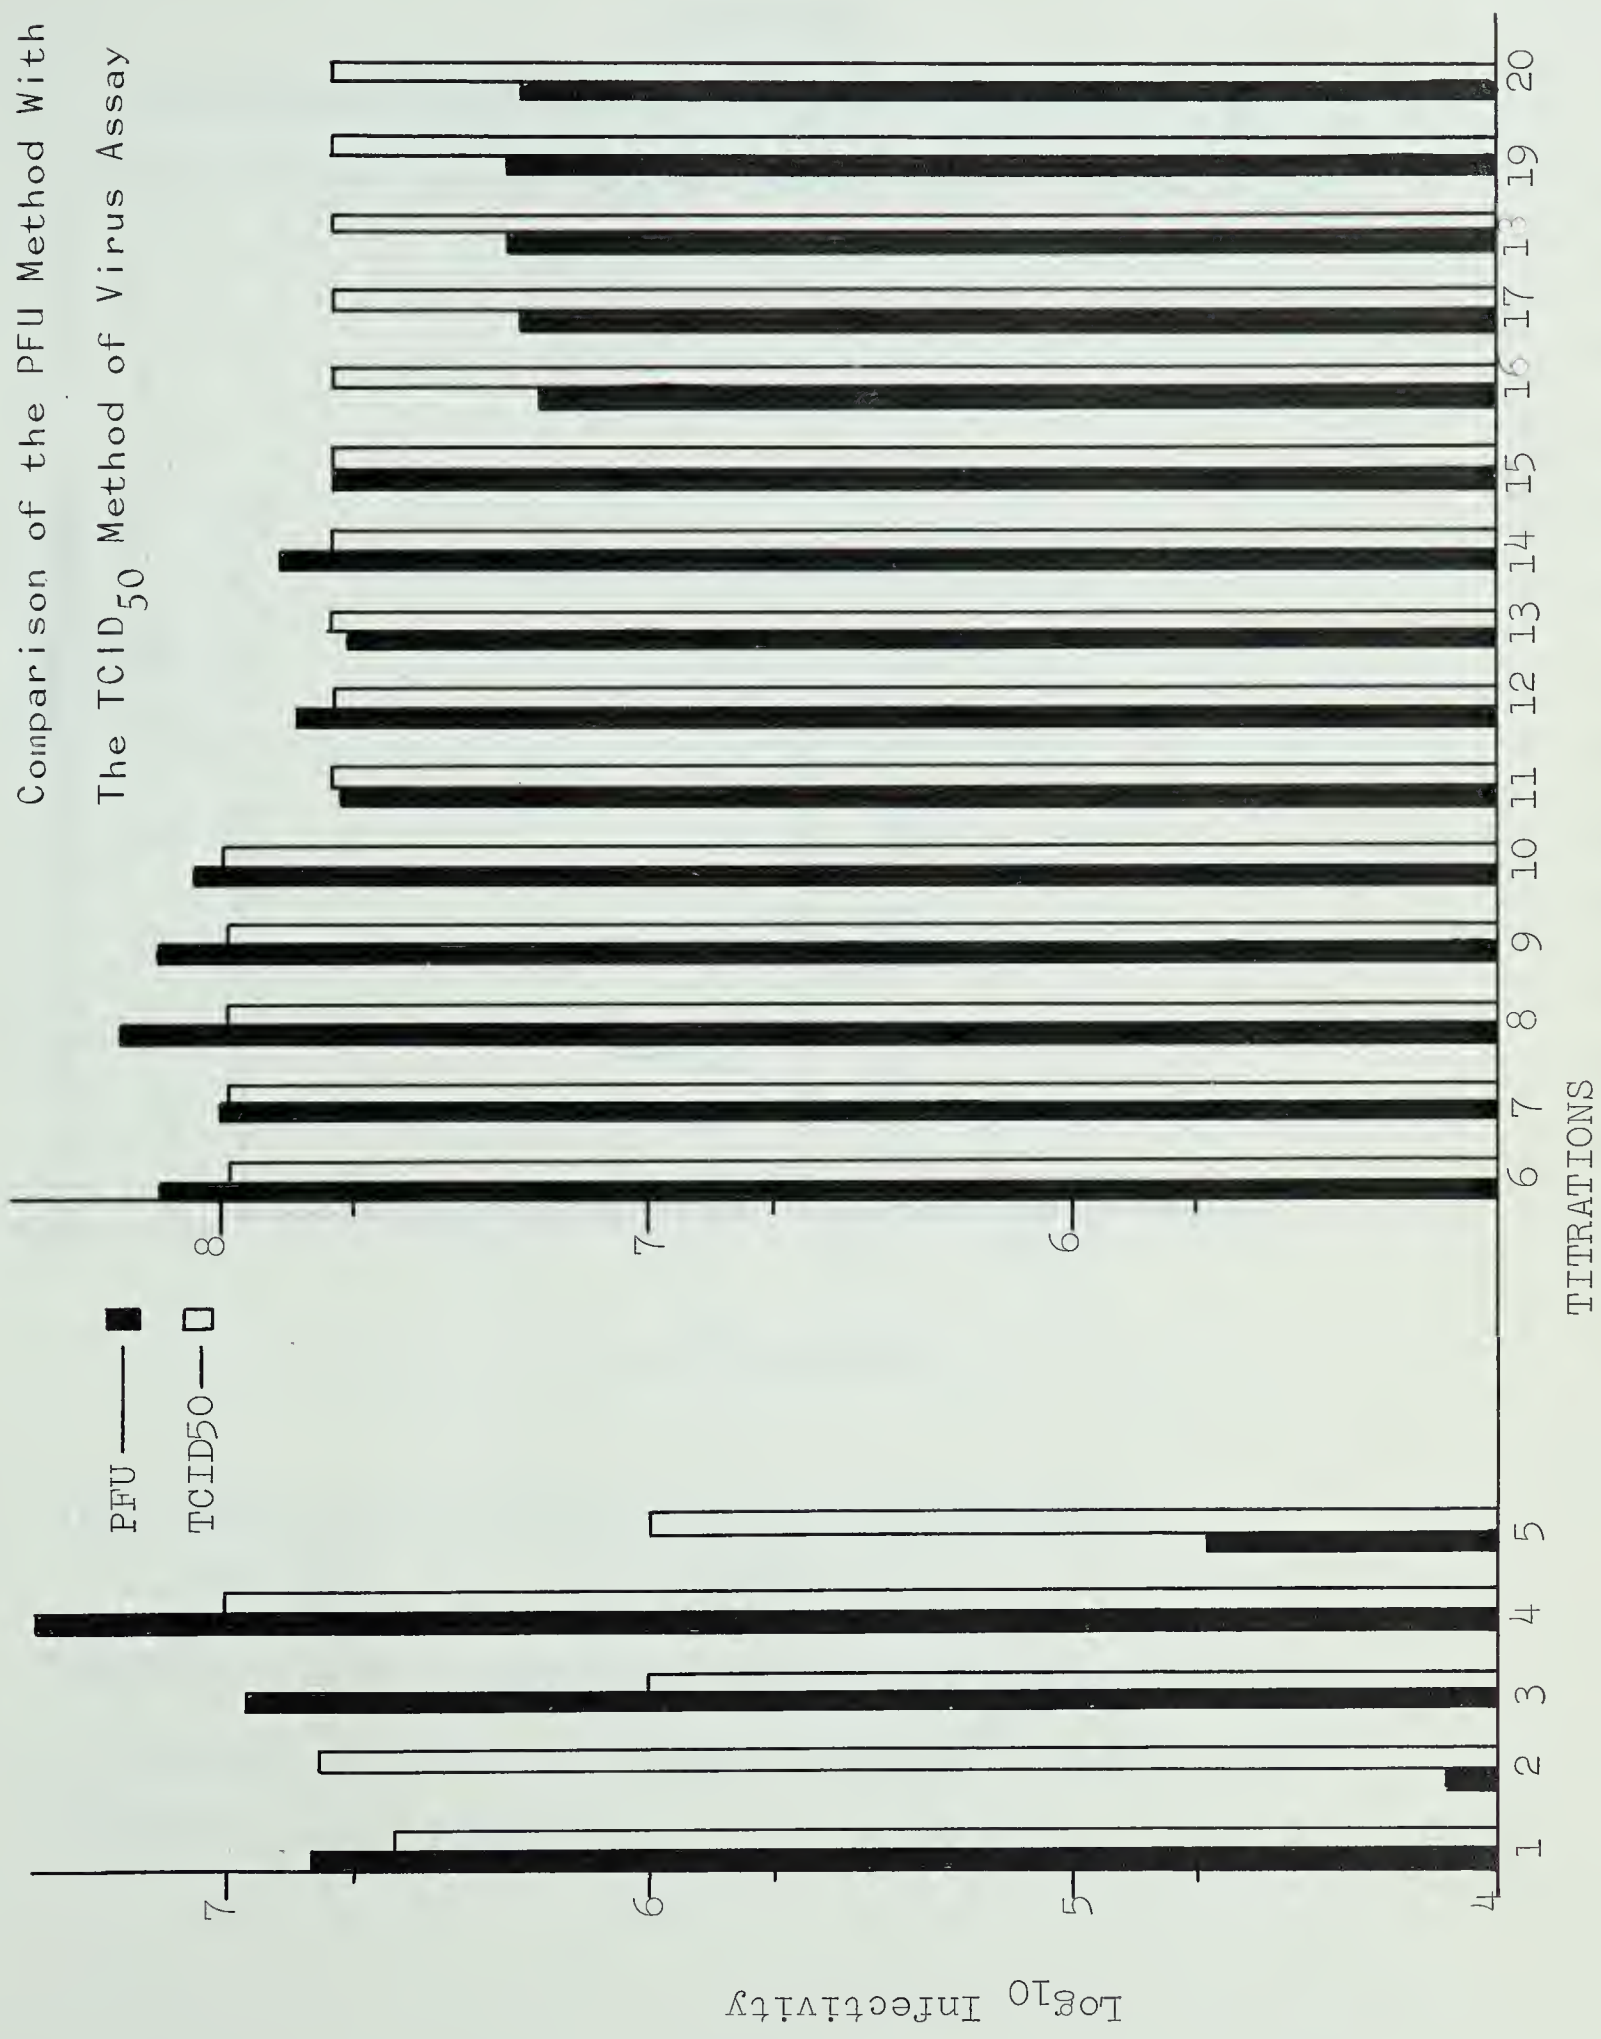 Comparison of the PFU Method With
The TCID50 Method of Virus Assay
PFU
TCID50
Log10 Infectivity
7
6
5
4
8
7
6
1 2 3 4 5
6 7 8 9 10 11 12 13 14 15 16 17 18 19 20
TITRATIONS